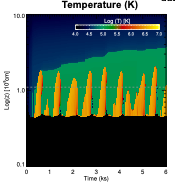 Temperature (K)
10.0
Log (T) [K]
4.0 4.5 5.0 5.5 6.0 6.5 7.0
Log(z) [10⁹cm]
1.0
0.1
0 1 2 3 4 5 6
Time (ks)